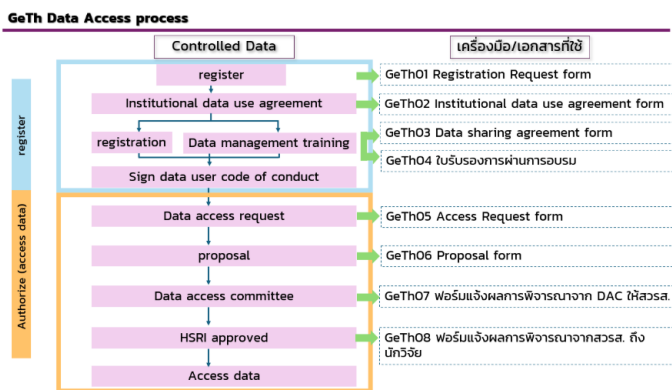 GeTh Data Access process
Controlled Data
เครื่องมือ/เอกสารที่ใช้
register
register
GeTh01 Registration Request form
Institutional data use agreement
GeTh02 Institutional data use agreement form
registration
Data management training
GeTh03 Data sharing agreement form
GeTh04 ใบรับรองการผ่านการอบรม
Sign data user code of conduct
Authorize (access data)
Data access request
GeTh05 Access Request form
proposal
GeTh06 Proposal form
Data access committee
GeTh07 ฟอร์มแจ้งผลการพิจารณาจาก DAC ให้สวรส.
HSRI approved
GeTh08 ฟอร์มแจ้งผลการพิจารณาจากสวรส. ถึง
นักวิจัย
Access data